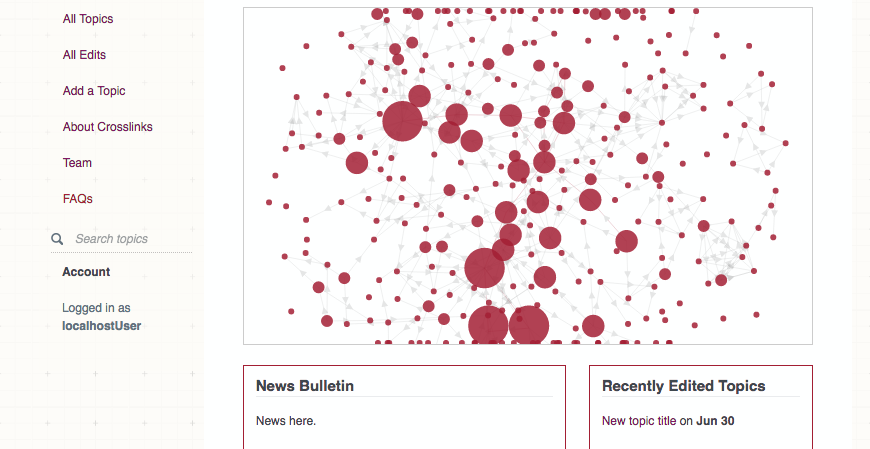 All Topics
All Edits
Add a Topic
About Crosslinks
Team
FAQs
Search topics
Account
Logged in as
localhostUser
News Bulletin
News here.
Recently Edited Topics
New topic title on Jun 30